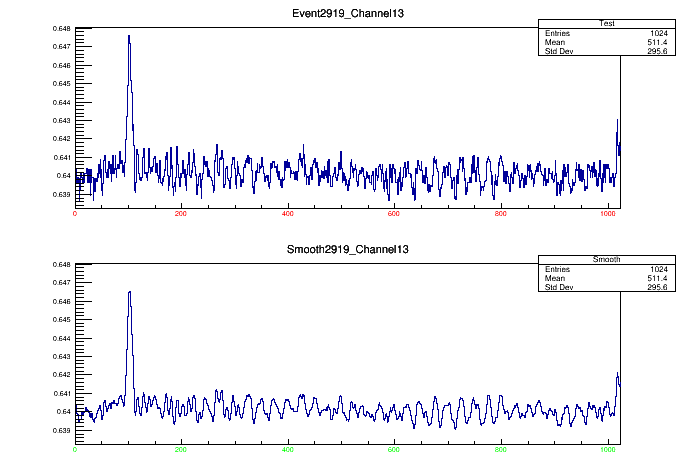 Event2919_Channel13
Test
Entries 1024
Mean 511.4
Std Dev 295.6
0.648
0.647
0.646
0.645
0.644
0.643
0.642
0.641
0.64
0.639
0 200 400 600 800 1000
Smooth2919_Channel13
Smooth
Entries 1024
Mean 511.4
Std Dev 295.6
0.648
0.647
0.646
0.645
0.644
0.643
0.642
0.641
0.64
0.639
0 200 400 600 800 1000